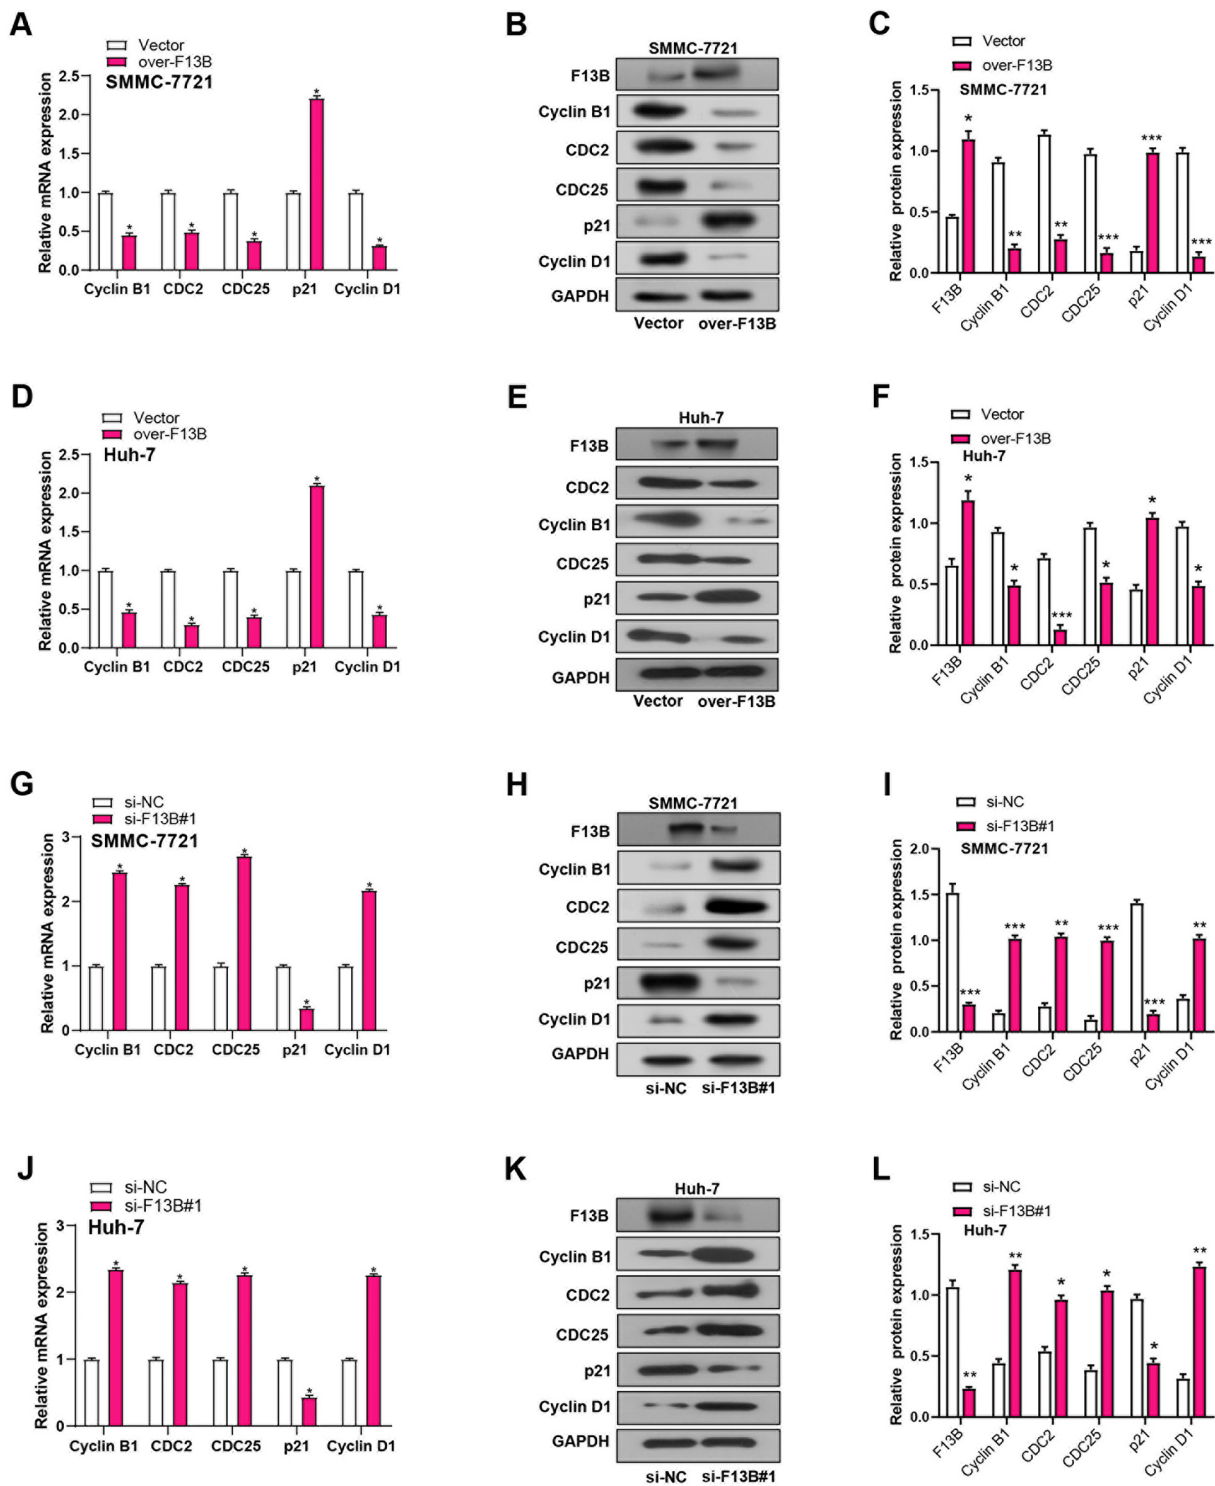 A
Vector
over-F13B
SMMC-7721
Relative mRNA expression
2.5
2.0
1.5
1.0
0.5
0.0
* * * * *
Cyclin B1 CDC2 CDC25 p21 Cyclin D1
B
SMMC-7721
F13B
Cyclin B1
CDC2
CDC25
p21
Cyclin D1
GAPDH
Vector over-F13B
C
Vector
over-F13B
SMMC-7721
Relative protein expression
1.5
1.0
0.5
0.0
* ** ** *** *** ***
F13B Cyclin B1 CDC2 CDC25 p21 Cyclin D1
D
Vector
over-F13B
Huh-7
Relative mRNA expression
2.5
2.0
1.5
1.0
0.5
0.0
* * * * *
Cyclin B1 CDC2 CDC25 p21 Cyclin D1
E
Huh-7
F13B
CDC2
Cyclin B1
CDC25
p21
Cyclin D1
GAPDH
Vector over-F13B
F
Vector
over-F13B
Huh-7
Relative protein expression
1.5
1.0
0.5
0.0
* * *** * * *
F13B Cyclin B1 CDC2 CDC25 p21 Cyclin D1
G
si-NC
si-F13B#1
SMMC-7721
Relative mRNA expression
3
2
1
0
* * * * *
Cyclin B1 CDC2 CDC25 p21 Cyclin D1
H
SMMC-7721
F13B
Cyclin B1
CDC2
CDC25
p21
Cyclin D1
GAPDH
si-NC si-F13B#1
I
si-NC
si-F13B#1
SMMC-7721
Relative protein expression
2.0
1.5
1.0
0.5
0.0
*** *** ** *** *** **
F13B Cyclin B1 CDC2 CDC25 p21 Cyclin D1
J
si-NC
si-F13B#1
Huh-7
Relative mRNA expression
3
2
1
0
* * * * *
Cyclin B1 CDC2 CDC25 p21 Cyclin D1
K
Huh-7
F13B
Cyclin B1
CDC2
CDC25
p21
Cyclin D1
GAPDH
si-NC si-F13B#1
L
si-NC
si-F13B#1
Huh-7
Relative protein expression
1.5
1.0
0.5
0.0
** ** * * * **
F13B Cyclin B1 CDC2 CDC25 p21 Cyclin D1